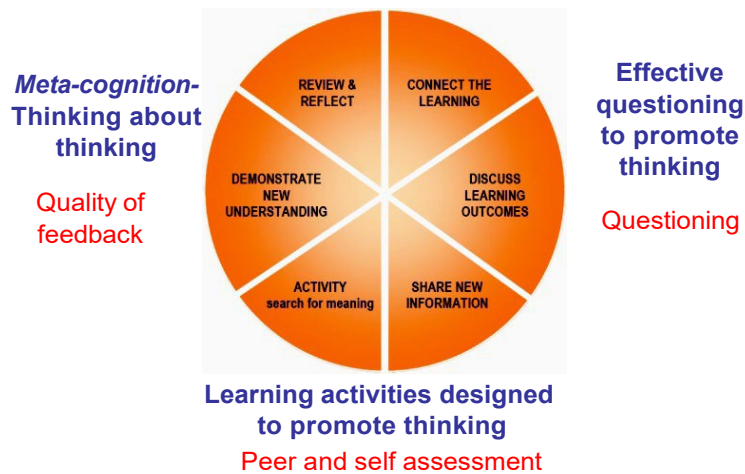 Meta-cognition-
Thinking about
thinking
Quality of
feedback
REVIEW &
REFLECT
CONNECT THE
LEARNING
DEMONSTRATE
NEW
UNDERSTANDING
DISCUSS
LEARNING
OUTCOMES
ACTIVITY
search for meaning
SHARE NEW
INFORMATION
Effective
questioning
to promote
thinking
Questioning
Learning activities designed
to promote thinking
Peer and self assessment